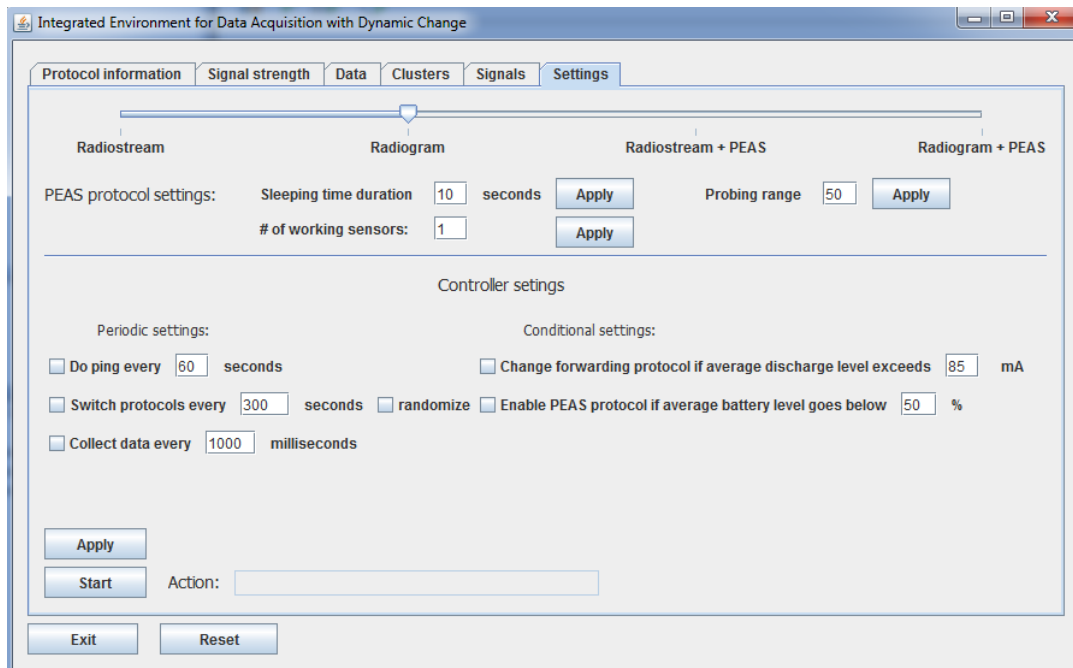 Integrated Environment for Data Acquisition with Dynamic Change
Protocol information Signal strength Data Clusters Signals Settings
Radiostream Radiogram Radiostream + PEAS Radiogram + PEAS
PEAS protocol settings: Sleeping time duration 10 seconds Apply Probing range 50 Apply
# of working sensors: 1 Apply
Controller setings
Periodic settings: Conditional settings:
Do ping every 60 seconds Change forwarding protocol if average discharge level exceeds 85 mA
Switch protocols every 300 seconds randomize Enable PEAS protocol if average battery level goes below 50 %
Collect data every 1000 milliseconds
Apply
Start Action:
Exit Reset